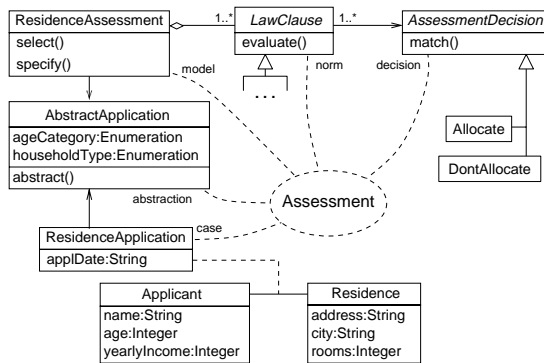 ResidenceAssessment
select()
specify()
1..*
LawClause
evaluate()
1..*
AssessmentDecision
match()
model
norm
decision
...
AbstractApplication
ageCategory:Enumeration
householdType:Enumeration
abstract()
Allocate
DontAllocate
abstraction
Assessment
case
ResidenceApplication
applDate:String
Applicant
name:String
age:Integer
yearlyIncome:Integer
Residence
address:String
city:String
rooms:Integer